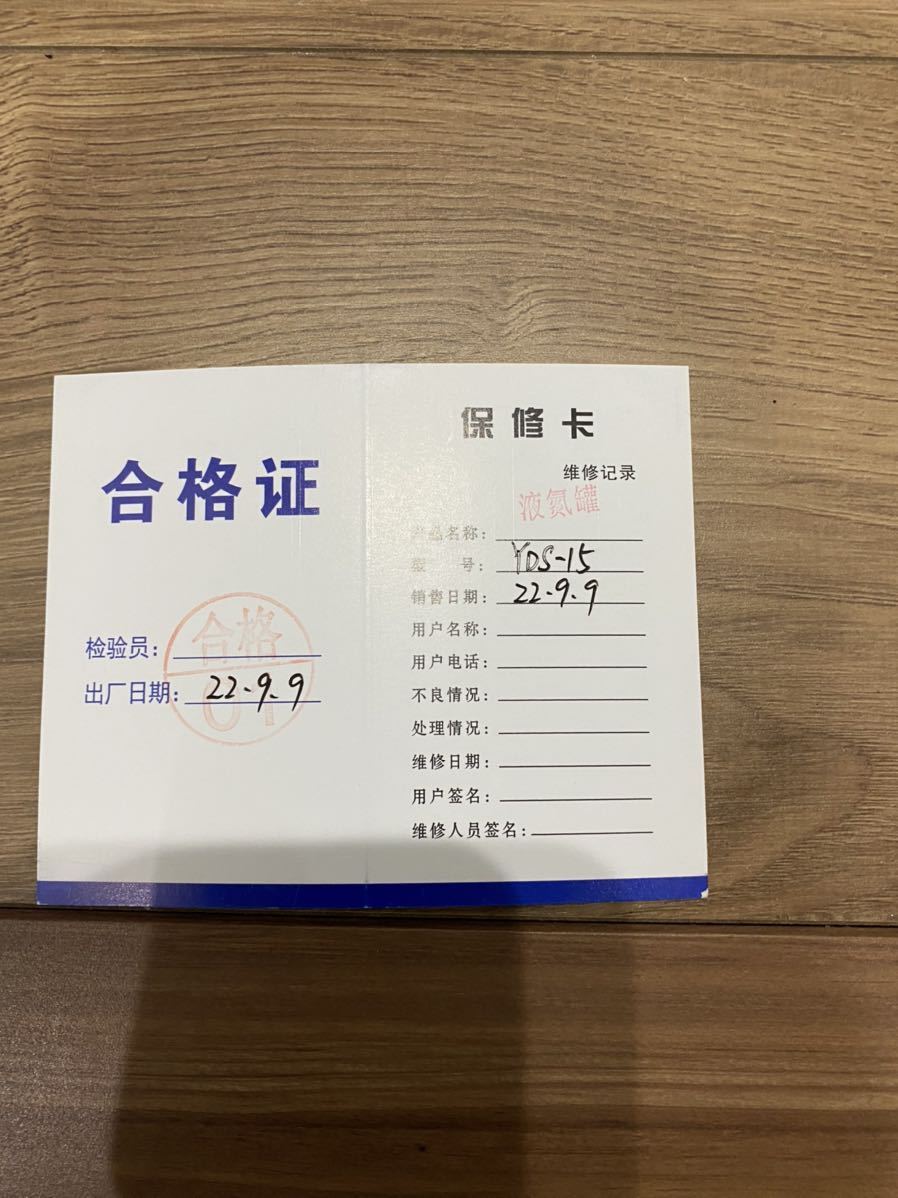 合格证
检验员：
合格
01
出厂日期：22.9.9
保修卡
维修记录
液氮罐
产品名称：
型 号：YDS-15
销售日期：22.9.9
用户名称：
用户电话：
不良情况：
处理情况：
维修日期：
用户签名：
维修人员签名：